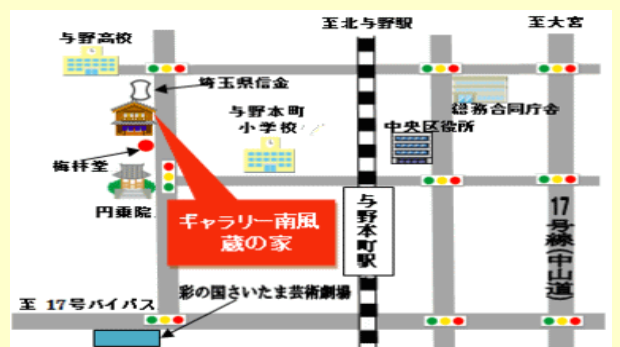 至北与野駅
至大宮
与野高校
埼玉県信金
与野本町
小学校
総務合同庁舎
中央区役所
梅林堂
円乗院
ギャラリー南風
蔵の家
与野本町駅
17号線(中山道)
彩の国さいたま芸術劇場
至 17号バイパス